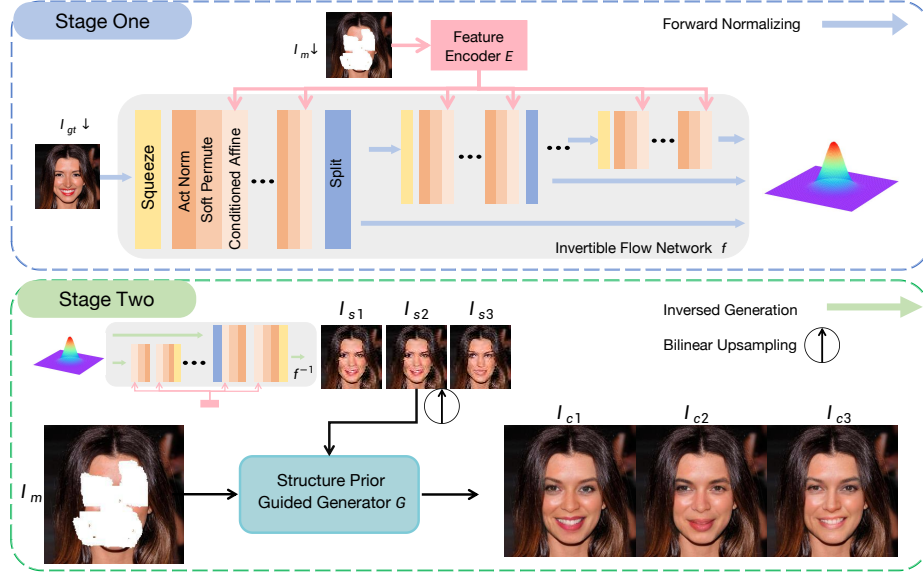 Stage One
I m ↓
Feature
Encoder E
Forward Normalizing
I gt ↓
Squeeze
Act Norm
Soft Permute
Conditioned Affine
...
Split
...
...
...
Invertible Flow Network f
Stage Two
I s1
I s2
I s3
Inversed Generation
Bilinear Upsampling
...
f⁻¹
I m
Structure Prior
Guided Generator G
I c1
I c2
I c3